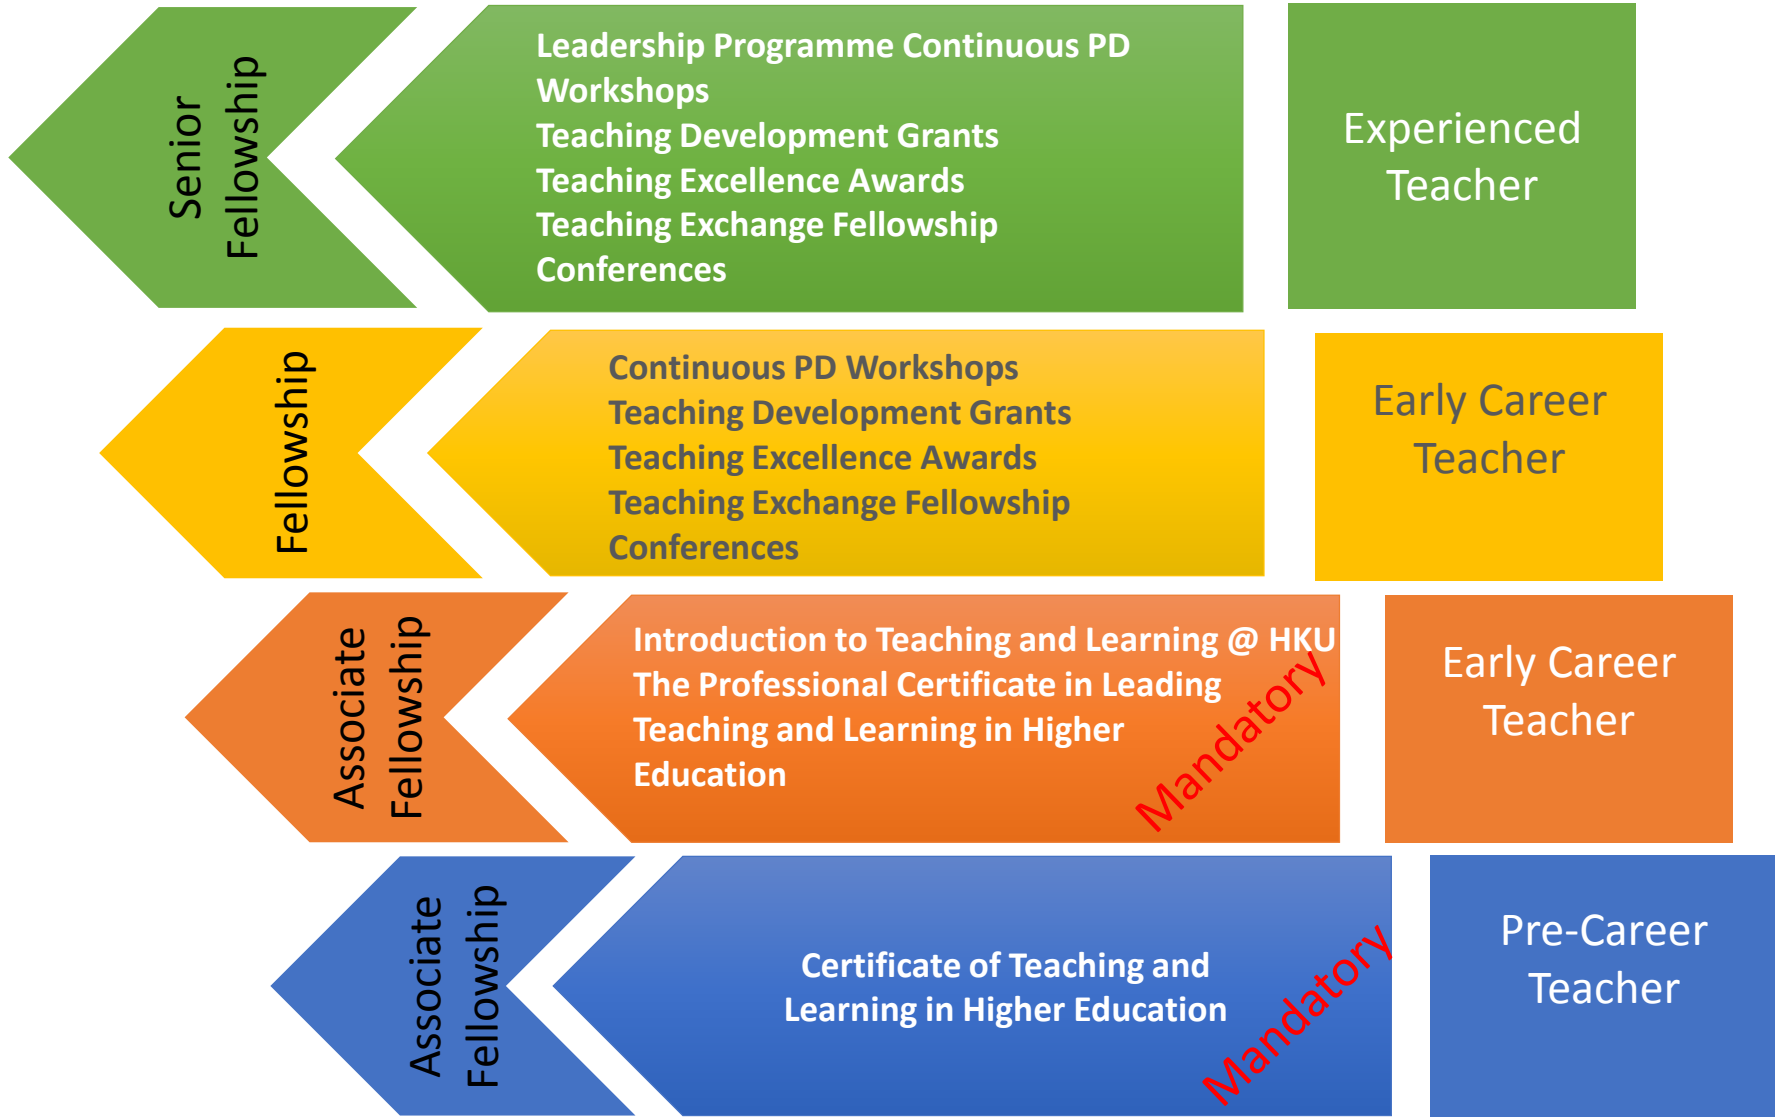 Senior
Fellowship
Leadership Programme Continuous PD
Workshops
Teaching Development Grants
Teaching Excellence Awards
Teaching Exchange Fellowship
Conferences
Experienced
Teacher
Fellowship
Continuous PD Workshops
Teaching Development Grants
Teaching Excellence Awards
Teaching Exchange Fellowship
Conferences
Early Career
Teacher
Associate
Fellowship
Introduction to Teaching and Learning @ HKU
The Professional Certificate in Leading
Teaching and Learning in Higher
Education
Mandatory
Early Career
Teacher
Associate
Fellowship
Certificate of Teaching and
Learning in Higher Education
Mandatory
Pre-Career
Teacher